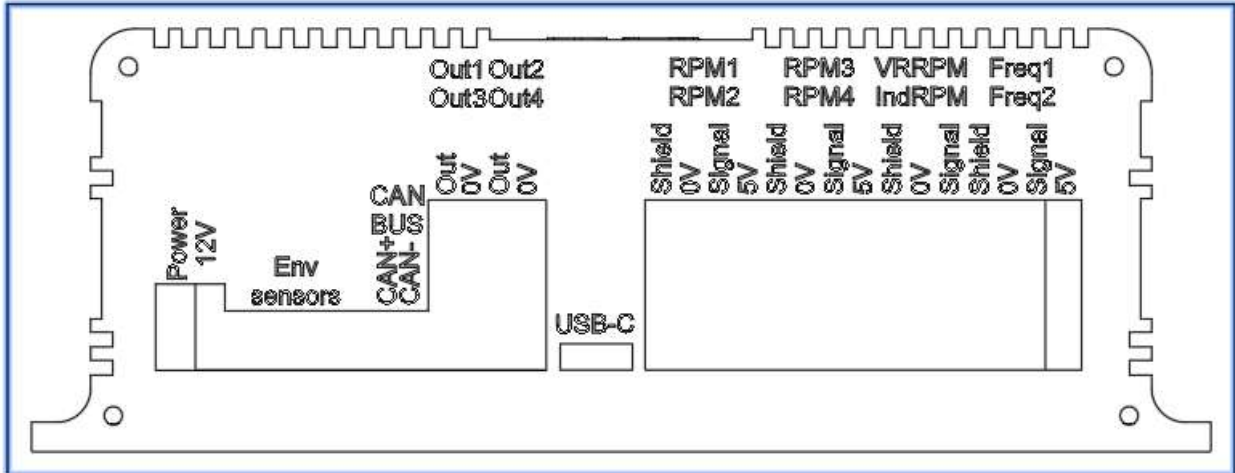 Out1 Out2
Out3 Out4
RPM1 RPM3 VRRPM Freq1
RPM2 RPM4 IndRPM Freq2
Out
0V
Out
0V
Shield
0V
Signal
5V
Shield
0V
Signal
5V
Shield
0V
Signal
Shield
0V
Signal
5V
CAN
BUS
CAN+
CAN-
Power
12V
Env
sensors
USB-C